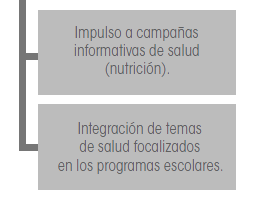 Impulso a campañas
informativas de salud
(nutrición).
Integración de temas
de salud focalizados
en los programas escolares.